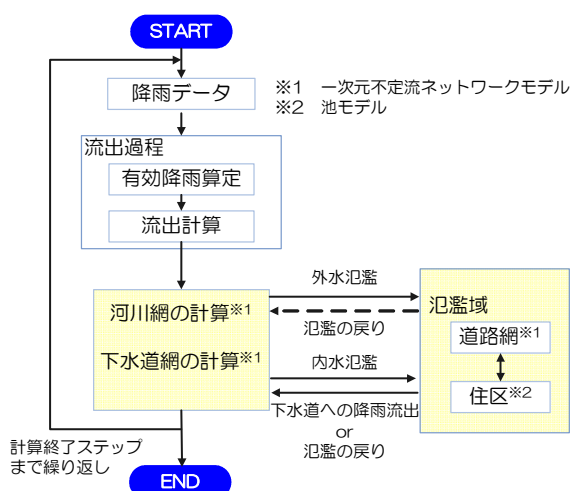 START
降雨データ
※1 一次元不定流ネットワークモデル
※2 池モデル
流出過程
有効降雨算定
流出計算
河川網の計算※1
下水道網の計算※1
外水氾濫
氾濫の戻り
内水氾濫
下水道への降雨流出
or
氾濫の戻り
氾濫域
道路網※1
住区※2
計算終了ステップ
まで繰り返し
END